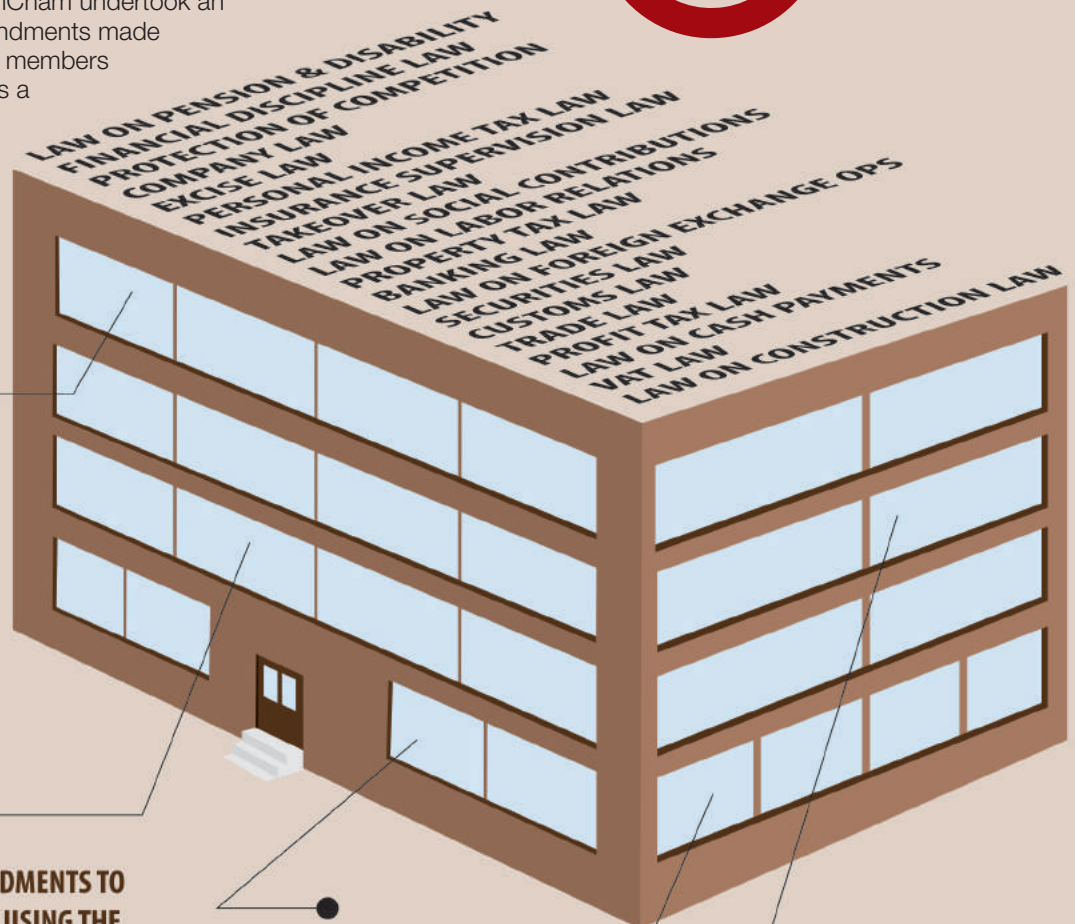 Cham undertook an
ndments made
members
s a
LAW ON PENSION & DISABILITY
FINANCIAL DISCIPLINE LAW
PROTECTION OF COMPETITION
COMPANY LAW
EXCISE LAW
PERSONAL INCOME TAX LAW
INSURANCE SUPERVISION LAW
TAKEOVER LAW
LAW ON SOCIAL CONTRIBUTIONS
LAW ON LABOR RELATIONS
PROPERTY TAX LAW
BANKING LAW
LAW ON FOREIGN EXCHANGE OPS
SECURITIES LAW
CUSTOMS LAW
TRADE LAW
PROFIT TAX LAW
LAW ON CASH PAYMENTS
VAT LAW
LAW ON CONSTRUCTION LAW
DMENTS TO
USING THE